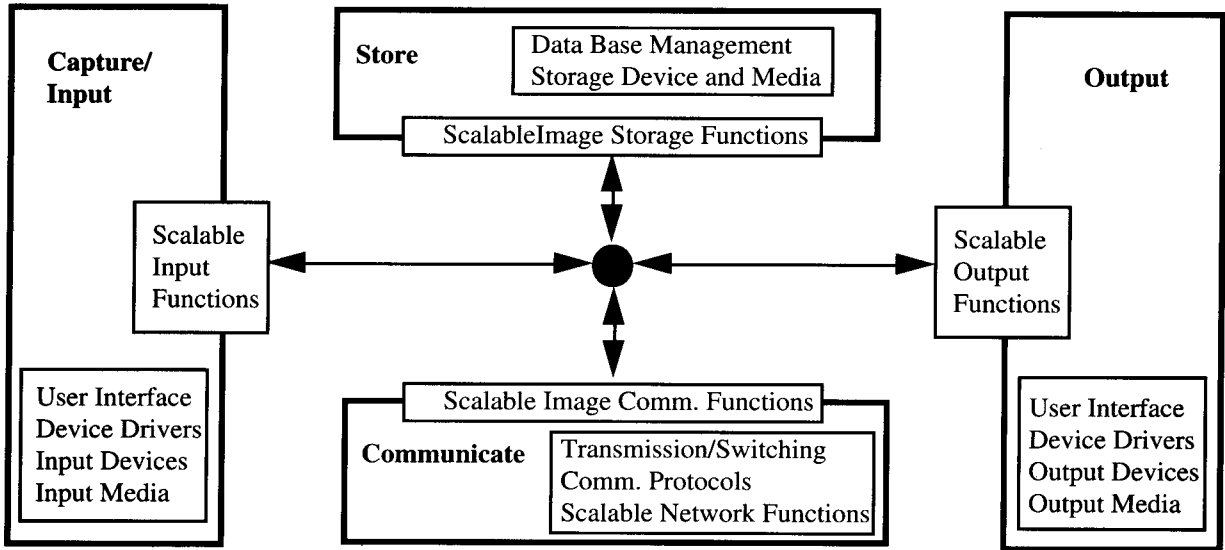 Capture/
Input
Scalable
Input
Functions
User Interface
Device Drivers
Input Devices
Input Media
Store
Data Base Management
Storage Device and Media
ScalableImage Storage Functions
Scalable Image Comm. Functions
Communicate
Transmission/Switching
Comm. Protocols
Scalable Network Functions
Output
Scalable
Output
Functions
User Interface
Device Drivers
Output Devices
Output Media